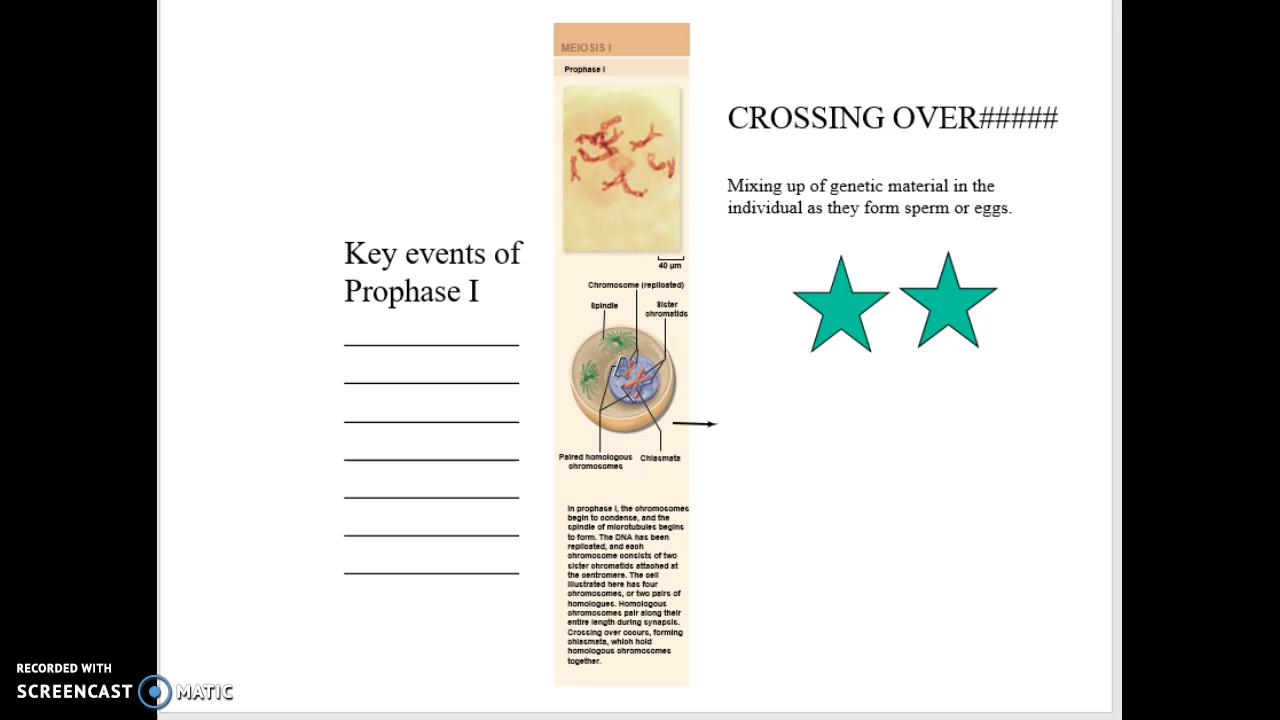 Key events of
Prophase I
MEIOSIS I
Prophase I
40 µm
Chromosome (replicated)
Spindle
Sister
chromatids
Paired homologous
chromosomes
Chiasmata
In prophase I, the chromosomes
begin to condense, and the
spindle of microtubules begins
to form. The DNA has been
replicated, and each
chromosome consists of two
sister chromatids attached at
the centromere. The cell
illustrated here has four
chromosomes, or two pairs of
homologues. Homologous
chromosomes pair along their
entire length during synapsis.
Crossing over occurs, forming
chiasmata, which hold
homologous chromosomes
together.
CROSSING OVER#####
Mixing up of genetic material in the
individual as they form sperm or eggs.
RECORDED WITH
SCREENCAST MATIC